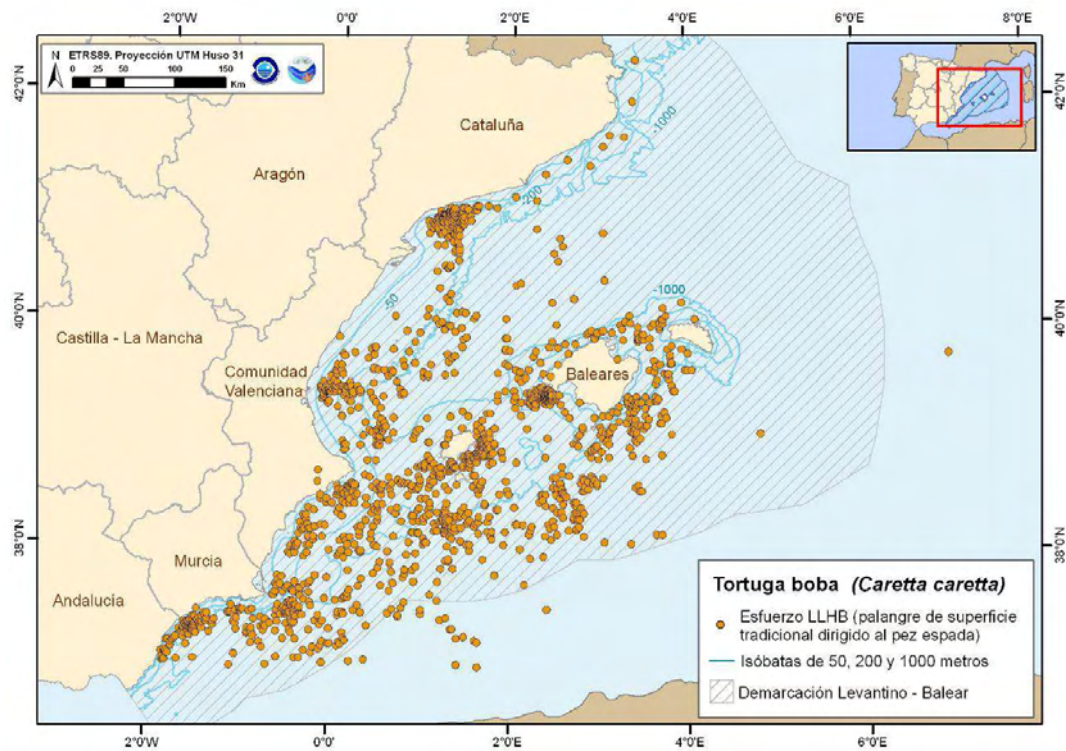 2°0'W 0°0' 2°0'E 4°0'E 8°0'E
N ETRS89. Proyección UTM Huso 31
0 25 50 100 150
Km
42°0'N 42°0'N
Cataluña
-1000
Aragón
-200
-50
-1000
40°0'N 40°0'N
Castilla - La Mancha
Comunidad
Valenciana
Baleares
38°0'N 38°0'N
Murcia
Andalucía
Tortuga boba (Caretta caretta)
Esfuerzo LLHB (palangre de superficie
tradicional dirigido al pez espada)
Isóbatas de 50, 200 y 1000 metros
Demarcación Levantino - Balear
2°0'W 0°0' 2°0'E 4°0'E 6°0'E